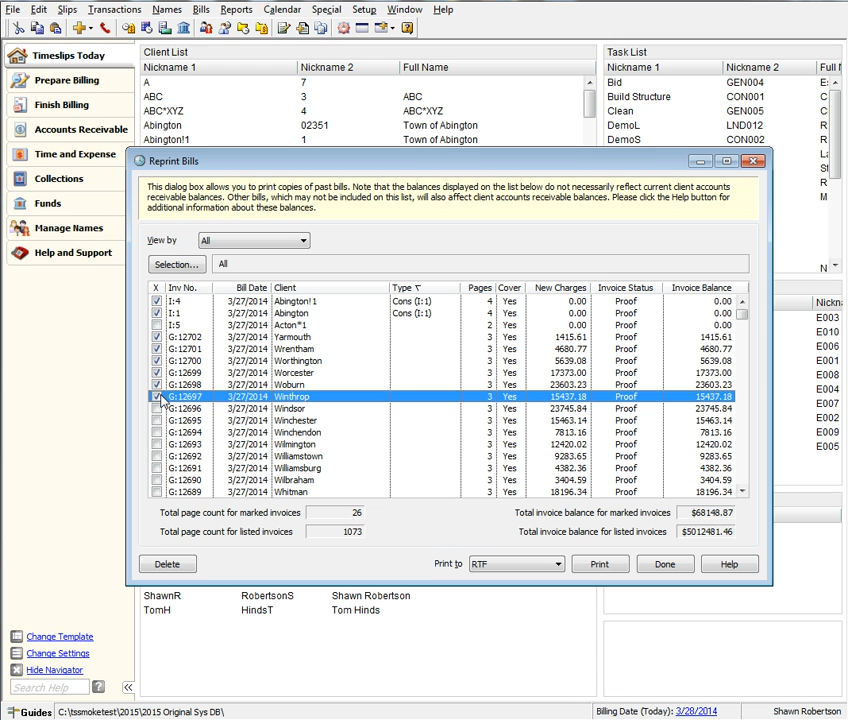 File Edit Slips Transactions Names Bills Reports Calendar Special Setup Window Help
Timeslips Today
Prepare Billing
Finish Billing
Accounts Receivable
Time and Expense
Collections
Funds
Manage Names
Help and Support
Client List
Nickname 1 Nickname 2 Full Name
A 7
ABC 3 ABC
ABC*XYZ 4 ABC*XYZ
Abington 02351 Town of Abington
Abington!1 1 Town of Abington
Task List
Nickname 1 Nickname 2 Full N
Bid GEN004 E
Build Structure CON001 C
Clean GEN005 C
DemoL LND012 R
DemoS CON002 R
L
S
R
M
N
Reprint Bills
This dialog box allows you to print copies of past bills. Note that the balances displayed on the list below do not necessarily reflect current client accounts
receivable balances. Other bills, which may not be included on this list, will also affect client accounts receivable balances. Please click the Help button for
additional information about these balances.
View by All
Selection... All
X Inv No. Bill Date Client Type Pages Cover New Charges Invoice Status Invoice Balance
I:4 3/27/2014 Abington!1 Cons (I:1) 4 Yes 0.00 Proof 0.00
I:1 3/27/2014 Abington Cons (I:1) 4 Yes 0.00 Proof 0.00
I:5 3/27/2014 Acton*1 2 Yes 0.00 Proof 0.00
G:12702 3/27/2014 Yarmouth 3 Yes 1415.61 Proof 1415.61
G:12701 3/27/2014 Wrentham 3 Yes 4680.77 Proof 4680.77
G:12700 3/27/2014 Worthington 3 Yes 5639.08 Proof 5639.08
G:12699 3/27/2014 Worcester 3 Yes 17373.00 Proof 17373.00
G:12698 3/27/2014 Woburn 3 Yes 23603.23 Proof 23603.23
G:12697 3/27/2014 Winthrop 3 Yes 15437.18 Proof 15437.18
G:12696 3/27/2014 Windsor 3 Yes 23745.84 Proof 23745.84
G:12695 3/27/2014 Winchester 3 Yes 15463.14 Proof 15463.14
G:12694 3/27/2014 Winchendon 3 Yes 7813.16 Proof 7813.16
G:12693 3/27/2014 Wilmington 3 Yes 12420.02 Proof 12420.02
G:12692 3/27/2014 Williamstown 3 Yes 9283.65 Proof 9283.65
G:12691 3/27/2014 Williamsburg 3 Yes 4382.36 Proof 4382.36
G:12690 3/27/2014 Wilbraham 3 Yes 3404.59 Proof 3404.59
G:12689 3/27/2014 Whitman 3 Yes 18196.34 Proof 18196.34
Total page count for marked invoices 26 Total invoice balance for marked invoices $68148.87
Total page count for listed invoices 1073 Total invoice balance for listed invoices $5012481.46
Delete Print to RTF Print Done Help
Nickn
E003
E010
E006
E001
E008
E004
E007
E002
E009
E005
ShawnR RobertsonS Shawn Robertson
TomH HindsT Tom Hinds
Change Template
Change Settings
Hide Navigator
Search Help ?
Guides C:\tssmoketest\2015\2015 Original Sys DB\ Billing Date (Today): 3/28/2014 Shawn Robertson